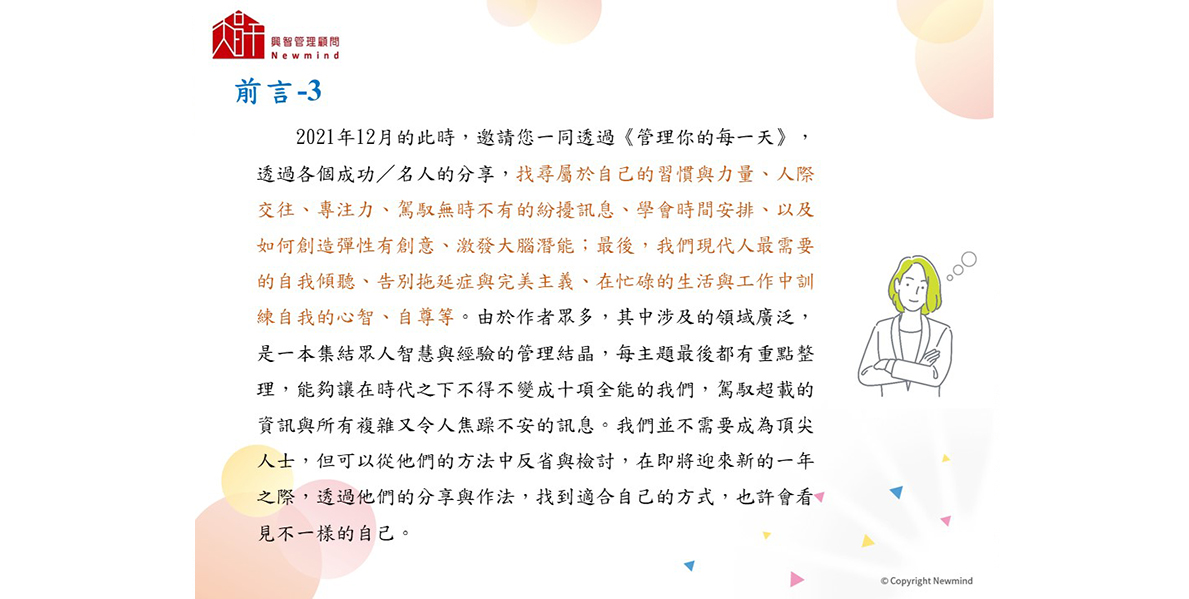 興智管理顧問
Newmind
前言-3
2021年12月的此時，邀請您一同透過《管理你的每一天》，
透過各個成功／名人的分享，找尋屬於自己的習慣與力量、人際
交往、專注力、駕馭無時不有的紛擾訊息、學會時間安排、以及
如何創造彈性有創意、激發大腦潛能；最後，我們現代人最需要
的自我傾聽、告別拖延症與完美主義、在忙碌的生活與工作中訓
練自我的心智、自尊等。由於作者眾多，其中涉及的領域廣泛，
是一本集結眾人智慧與經驗的管理結晶，每主題最後都有重點整
理，能夠讓在時代之下不得不變成十項全能的我們，駕馭超載的
資訊與所有複雜又令人焦躁不安的訊息。我們並不需要成為頂尖
人士，但可以從他們的方法中反省與檢討，在即將迎來新的一年
之際，透過他們的分享與作法，找到適合自己的方式，也許會看
見不一樣的自己。
© Copyright Newmind